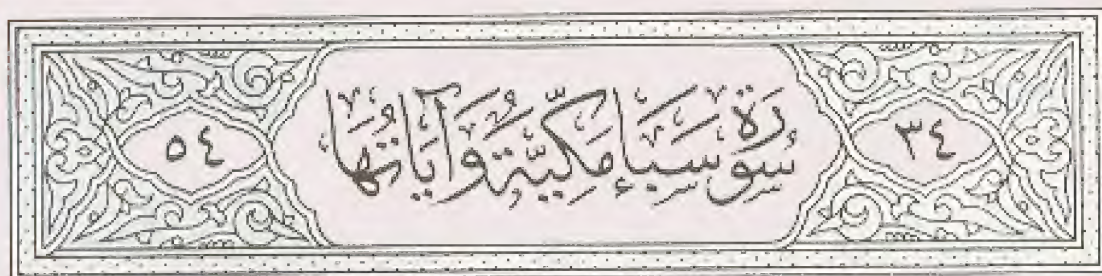 ٣٤ سُورَةُ سَبَإٍ مَكِّيَّةٌ وَآيَاتُهَا ٥٤